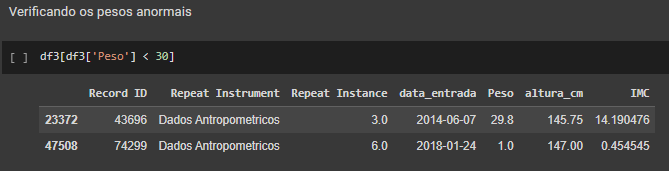 Verificando os pesos anormais
[ ] df3[df3['Peso'] < 30]
Record ID Repeat Instrument Repeat Instance data_entrada Peso altura_cm IMC
23372 43696 Dados Antropometricos 3.0 2014-06-07 29.8 145.75 14.190476
47508 74299 Dados Antropometricos 6.0 2018-01-24 1.0 147.00 0.454545